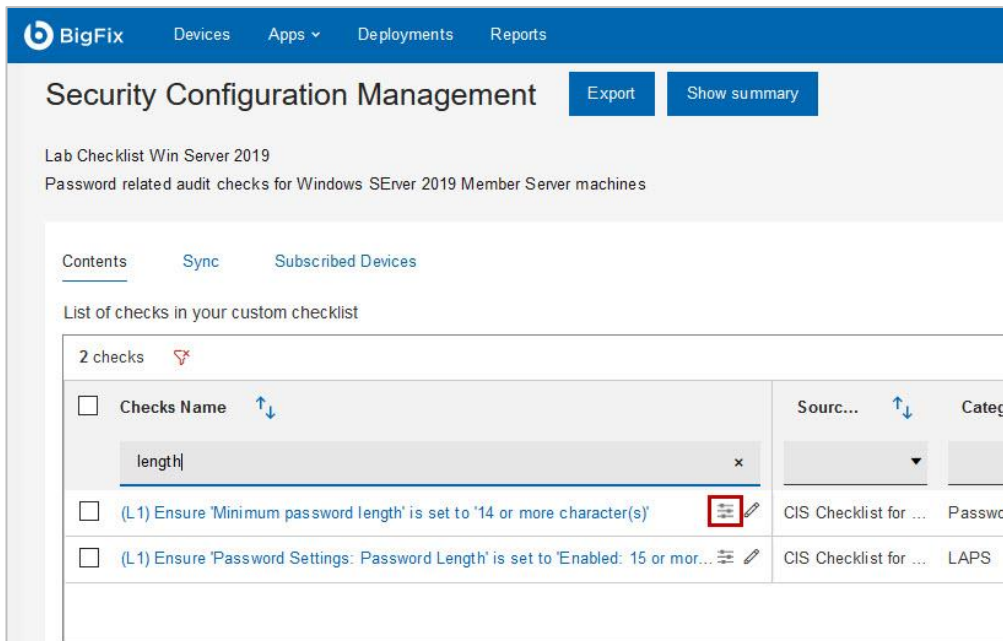 BigFix Devices Apps Deployments Reports
Security Configuration Management Export Show summary
Lab Checklist Win Server 2019
Password related audit checks for Windows SErver 2019 Member Server machines
Contents Sync Subscribed Devices
List of checks in your custom checklist
2 checks
Checks Name Sourc... Categ
length
(L1) Ensure 'Minimum password length' is set to '14 or more character(s)' CIS Checklist for ... Passwo
(L1) Ensure 'Password Settings: Password Length' is set to 'Enabled: 15 or mor... CIS Checklist for ... LAPS